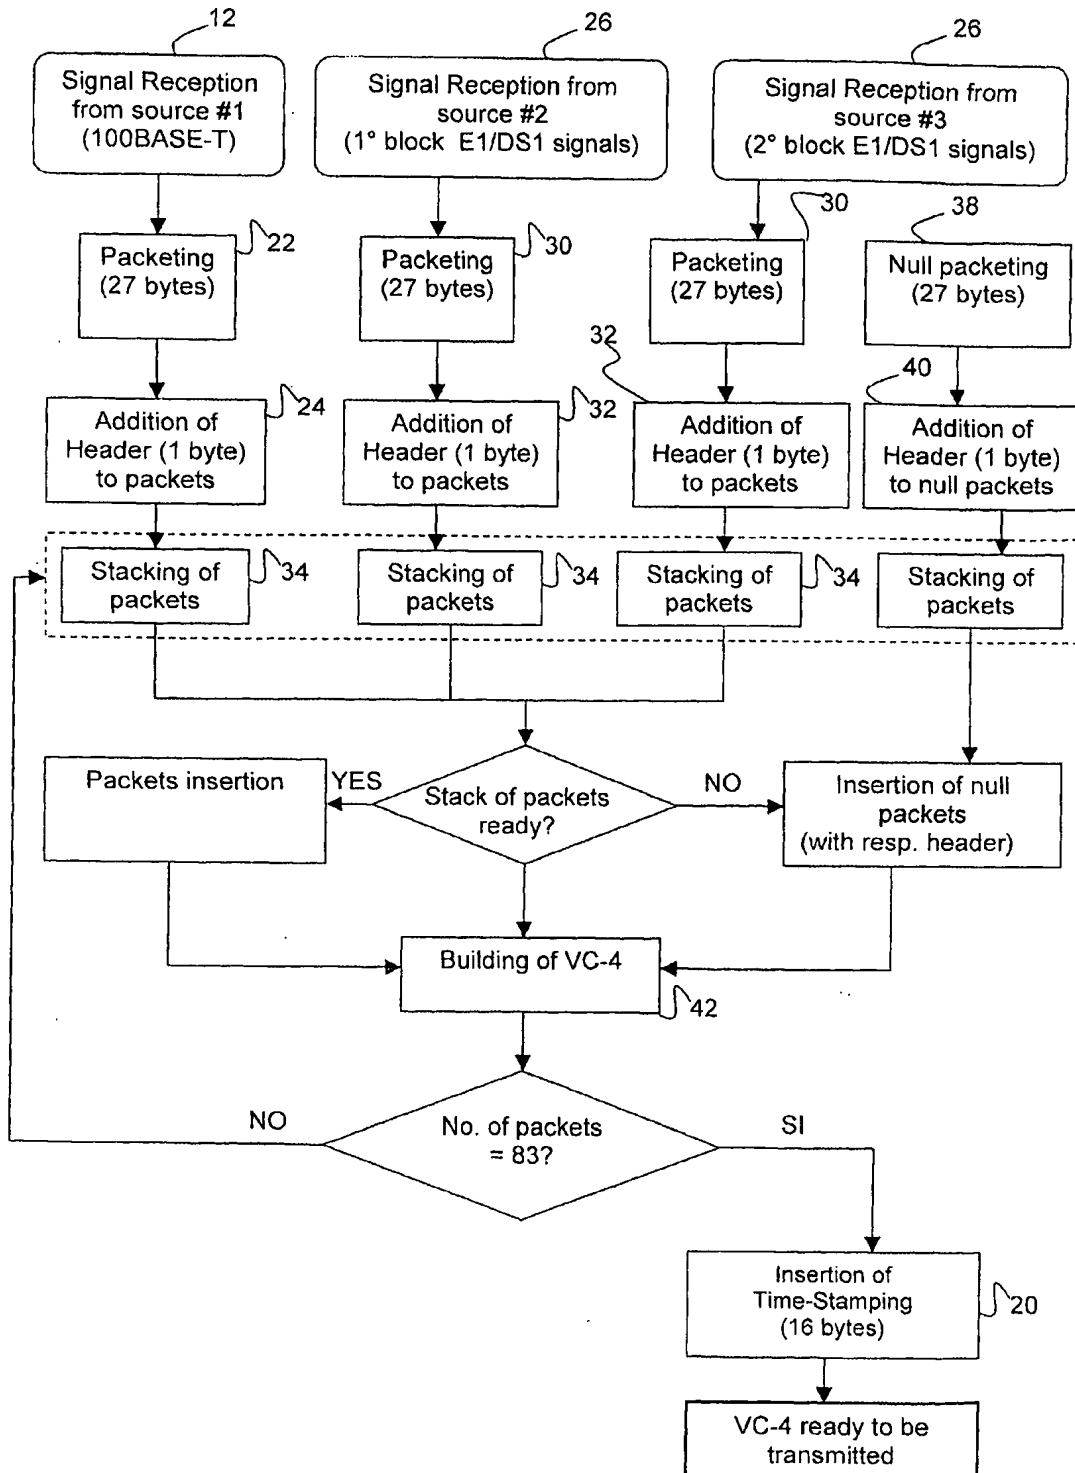 12
26
26
Signal Reception
from source #1
(100BASE-T)
Signal Reception from
source #2
(1° block E1/DS1 signals)
Signal Reception from
source #3
(2° block E1/DS1 signals)
22
30
30
38
Packeting
(27 bytes)
Packeting
(27 bytes)
Packeting
(27 bytes)
Null packeting
(27 bytes)
24
32
32
40
Addition of
Header (1 byte)
to packets
Addition of
Header (1 byte)
to packets
Addition of
Header (1 byte)
to packets
Addition of
Header (1 byte)
to null packets
Stacking of
packets
34
Stacking of
packets
34
Stacking of
packets
34
Stacking of
packets
Packets insertion
YES
Stack of packets
ready?
NO
Insertion of null
packets
(with resp. header)
Building of VC-4
42
NO
No. of packets
= 83?
SI
Insertion of
Time-Stamping
(16 bytes)
20
VC-4 ready to be
transmitted